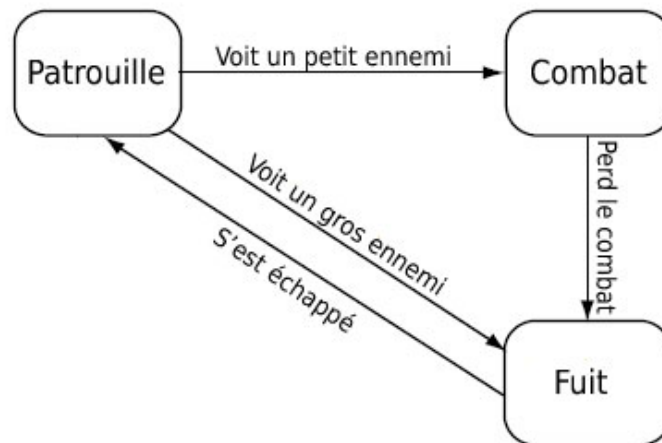 Patrouille
Voit un petit ennemi
Combat
Voit un gros ennemi
S'est échappé
Perd le combat
Fuit